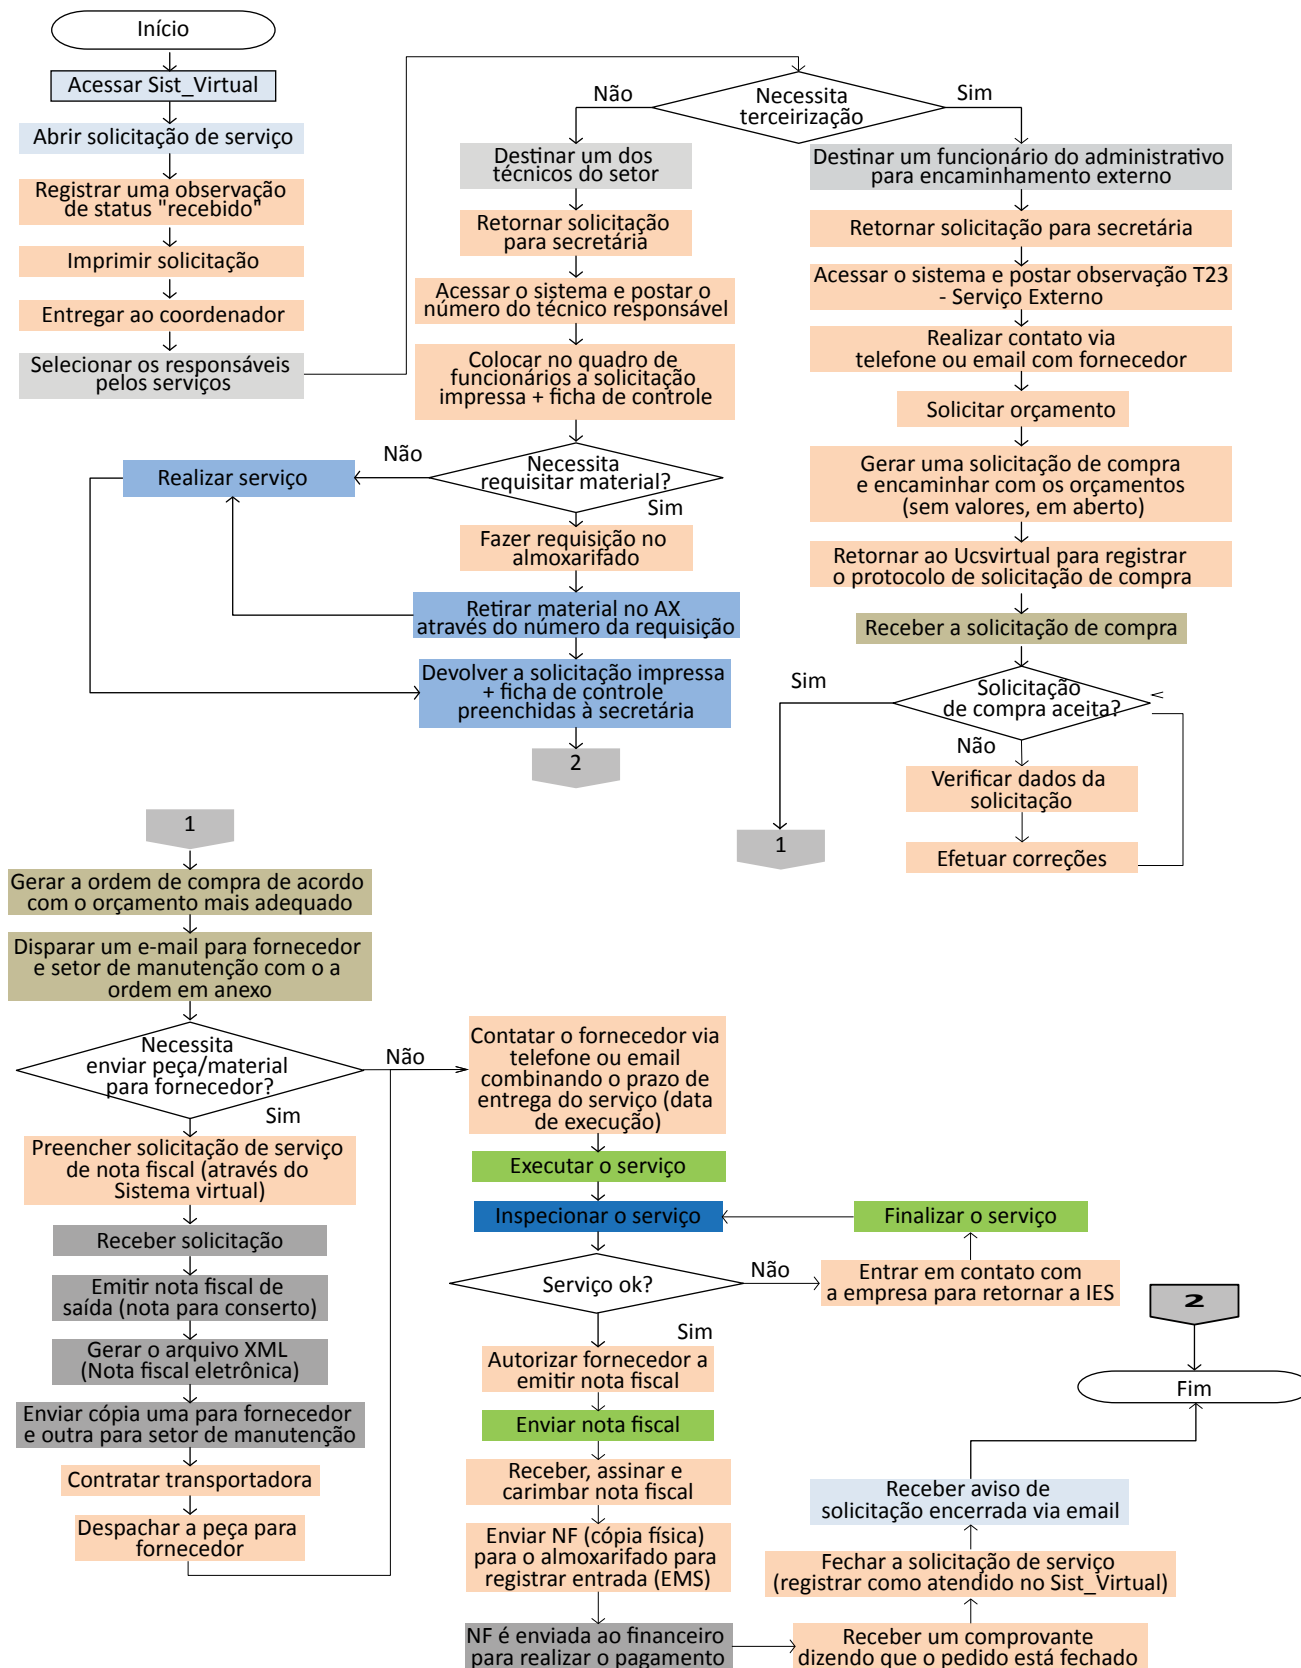 Início
Acessar Sist_Virtual
Abrir solicitação de serviço
Registrar uma observação
de status "recebido"
Imprimir solicitação
Entregar ao coordenador
Selecionar os responsáveis
pelos serviços
Necessita
terceirização
Não
Sim
Destinar um dos
técnicos do setor
Retornar solicitação
para secretária
Acessar o sistema e postar o
número do técnico responsável
Colocar no quadro de
funcionários a solicitação
impressa + ficha de controle
Necessita
requisitar material?
Não
Sim
Realizar serviço
Fazer requisição no
almoxarifado
Retirar material no AX
através do número da requisição
Devolver a solicitação impressa
+ ficha de controle
preenchidas à secretária
2
Destinar um funcionário do administrativo
para encaminhamento externo
Retornar solicitação para secretária
Acessar o sistema e postar observação T23
- Serviço Externo
Realizar contato via
telefone ou email com fornecedor
Solicitar orçamento
Gerar uma solicitação de compra
e encaminhar com os orçamentos
(sem valores, em aberto)
Retornar ao Ucsvirtual para registrar
o protocolo de solicitação de compra
Receber a solicitação de compra
Solicitação
de compra aceita?
Sim
Não
Verificar dados da
solicitação
Efetuar correções
1
1
Gerar a ordem de compra de acordo
com o orçamento mais adequado
Disparar um e-mail para fornecedor
e setor de manutenção com o a
ordem em anexo
Necessita
enviar peça/material
para fornecedor?
Não
Sim
Preencher solicitação de serviço
de nota fiscal (através do
Sistema virtual)
Receber solicitação
Emitir nota fiscal de
saída (nota para conserto)
Gerar o arquivo XML
(Nota fiscal eletrônica)
Enviar cópia uma para fornecedor
e outra para setor de manutenção
Contratar transportadora
Despachar a peça para
fornecedor
Contatar o fornecedor via
telefone ou email
combinando o prazo de
entrega do serviço (data
de execução)
Executar o serviço
Inspecionar o serviço
Finalizar o serviço
Serviço ok?
Não
Entrar em contato com
a empresa para retornar a IES
Sim
Autorizar fornecedor a
emitir nota fiscal
Enviar nota fiscal
Receber, assinar e
carimbar nota fiscal
Enviar NF (cópia física)
para o almoxarifado para
registrar entrada (EMS)
NF é enviada ao financeiro
para realizar o pagamento
Receber um comprovante
dizendo que o pedido está fechado
Fechar a solicitação de serviço
(registrar como atendido no Sist_Virtual)
Receber aviso de
solicitação encerrada via email
2
Fim